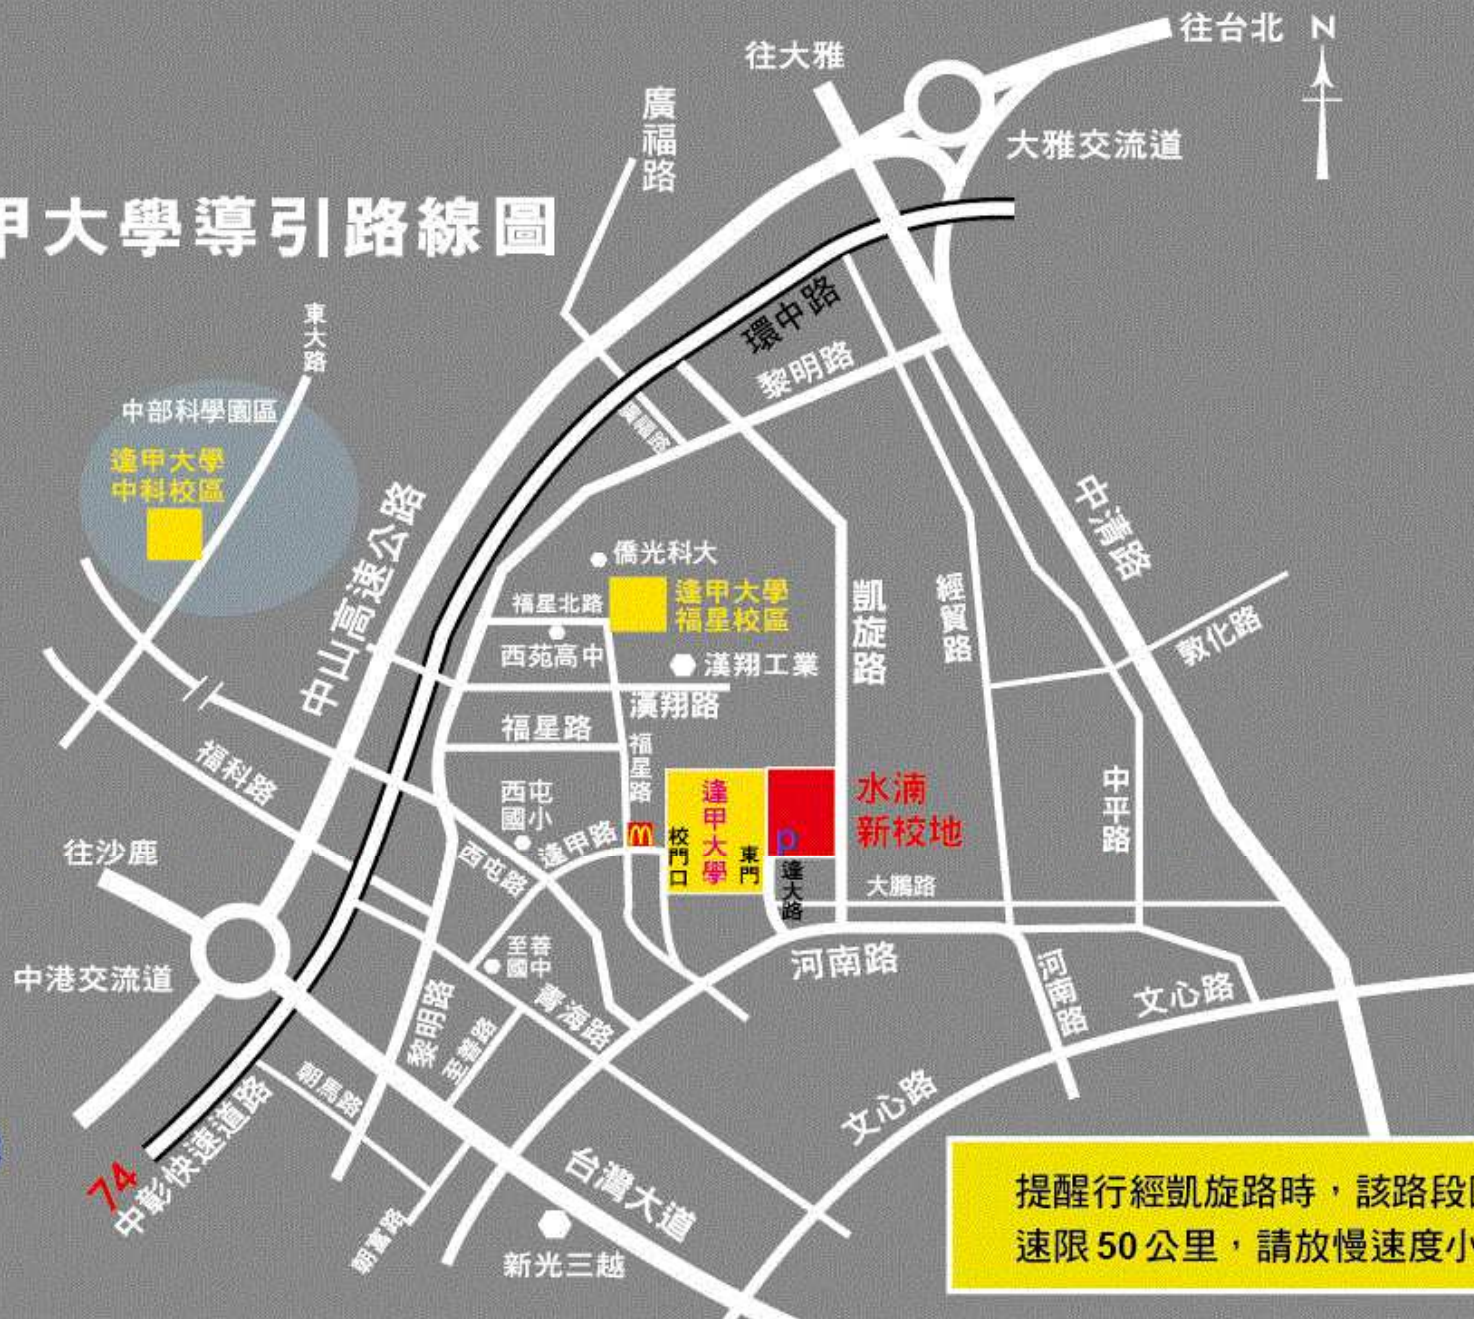 往台北
N
往大雅
廣福路
大雅交流道
甲大學導引路線圖
環中路
東大路
黎明路
中部科學園區
廣福路
逢甲大學
中科校區
中山高速公路
中清路
僑光科大
逢甲大學
福星校區
福星北路
凱旋路
經貿路
敦化路
西苑高中
漢翔工業
漢翔路
福星路
福星路
福科路
西屯
國小
逢甲大學
水湳
新校地
中平路
逢甲路
校門口
東門
P
往沙鹿
西屯路
逢大路
大鵬路
至善
國中
河南路
中港交流道
河南路
文心路
黎明路
青海路
至善路
朝馬路
文心路
74
中彰快速道路
台灣大道
朝富路
新光三越
提醒行經凱旋路時,該路段
速限50公里,請放慢速度小